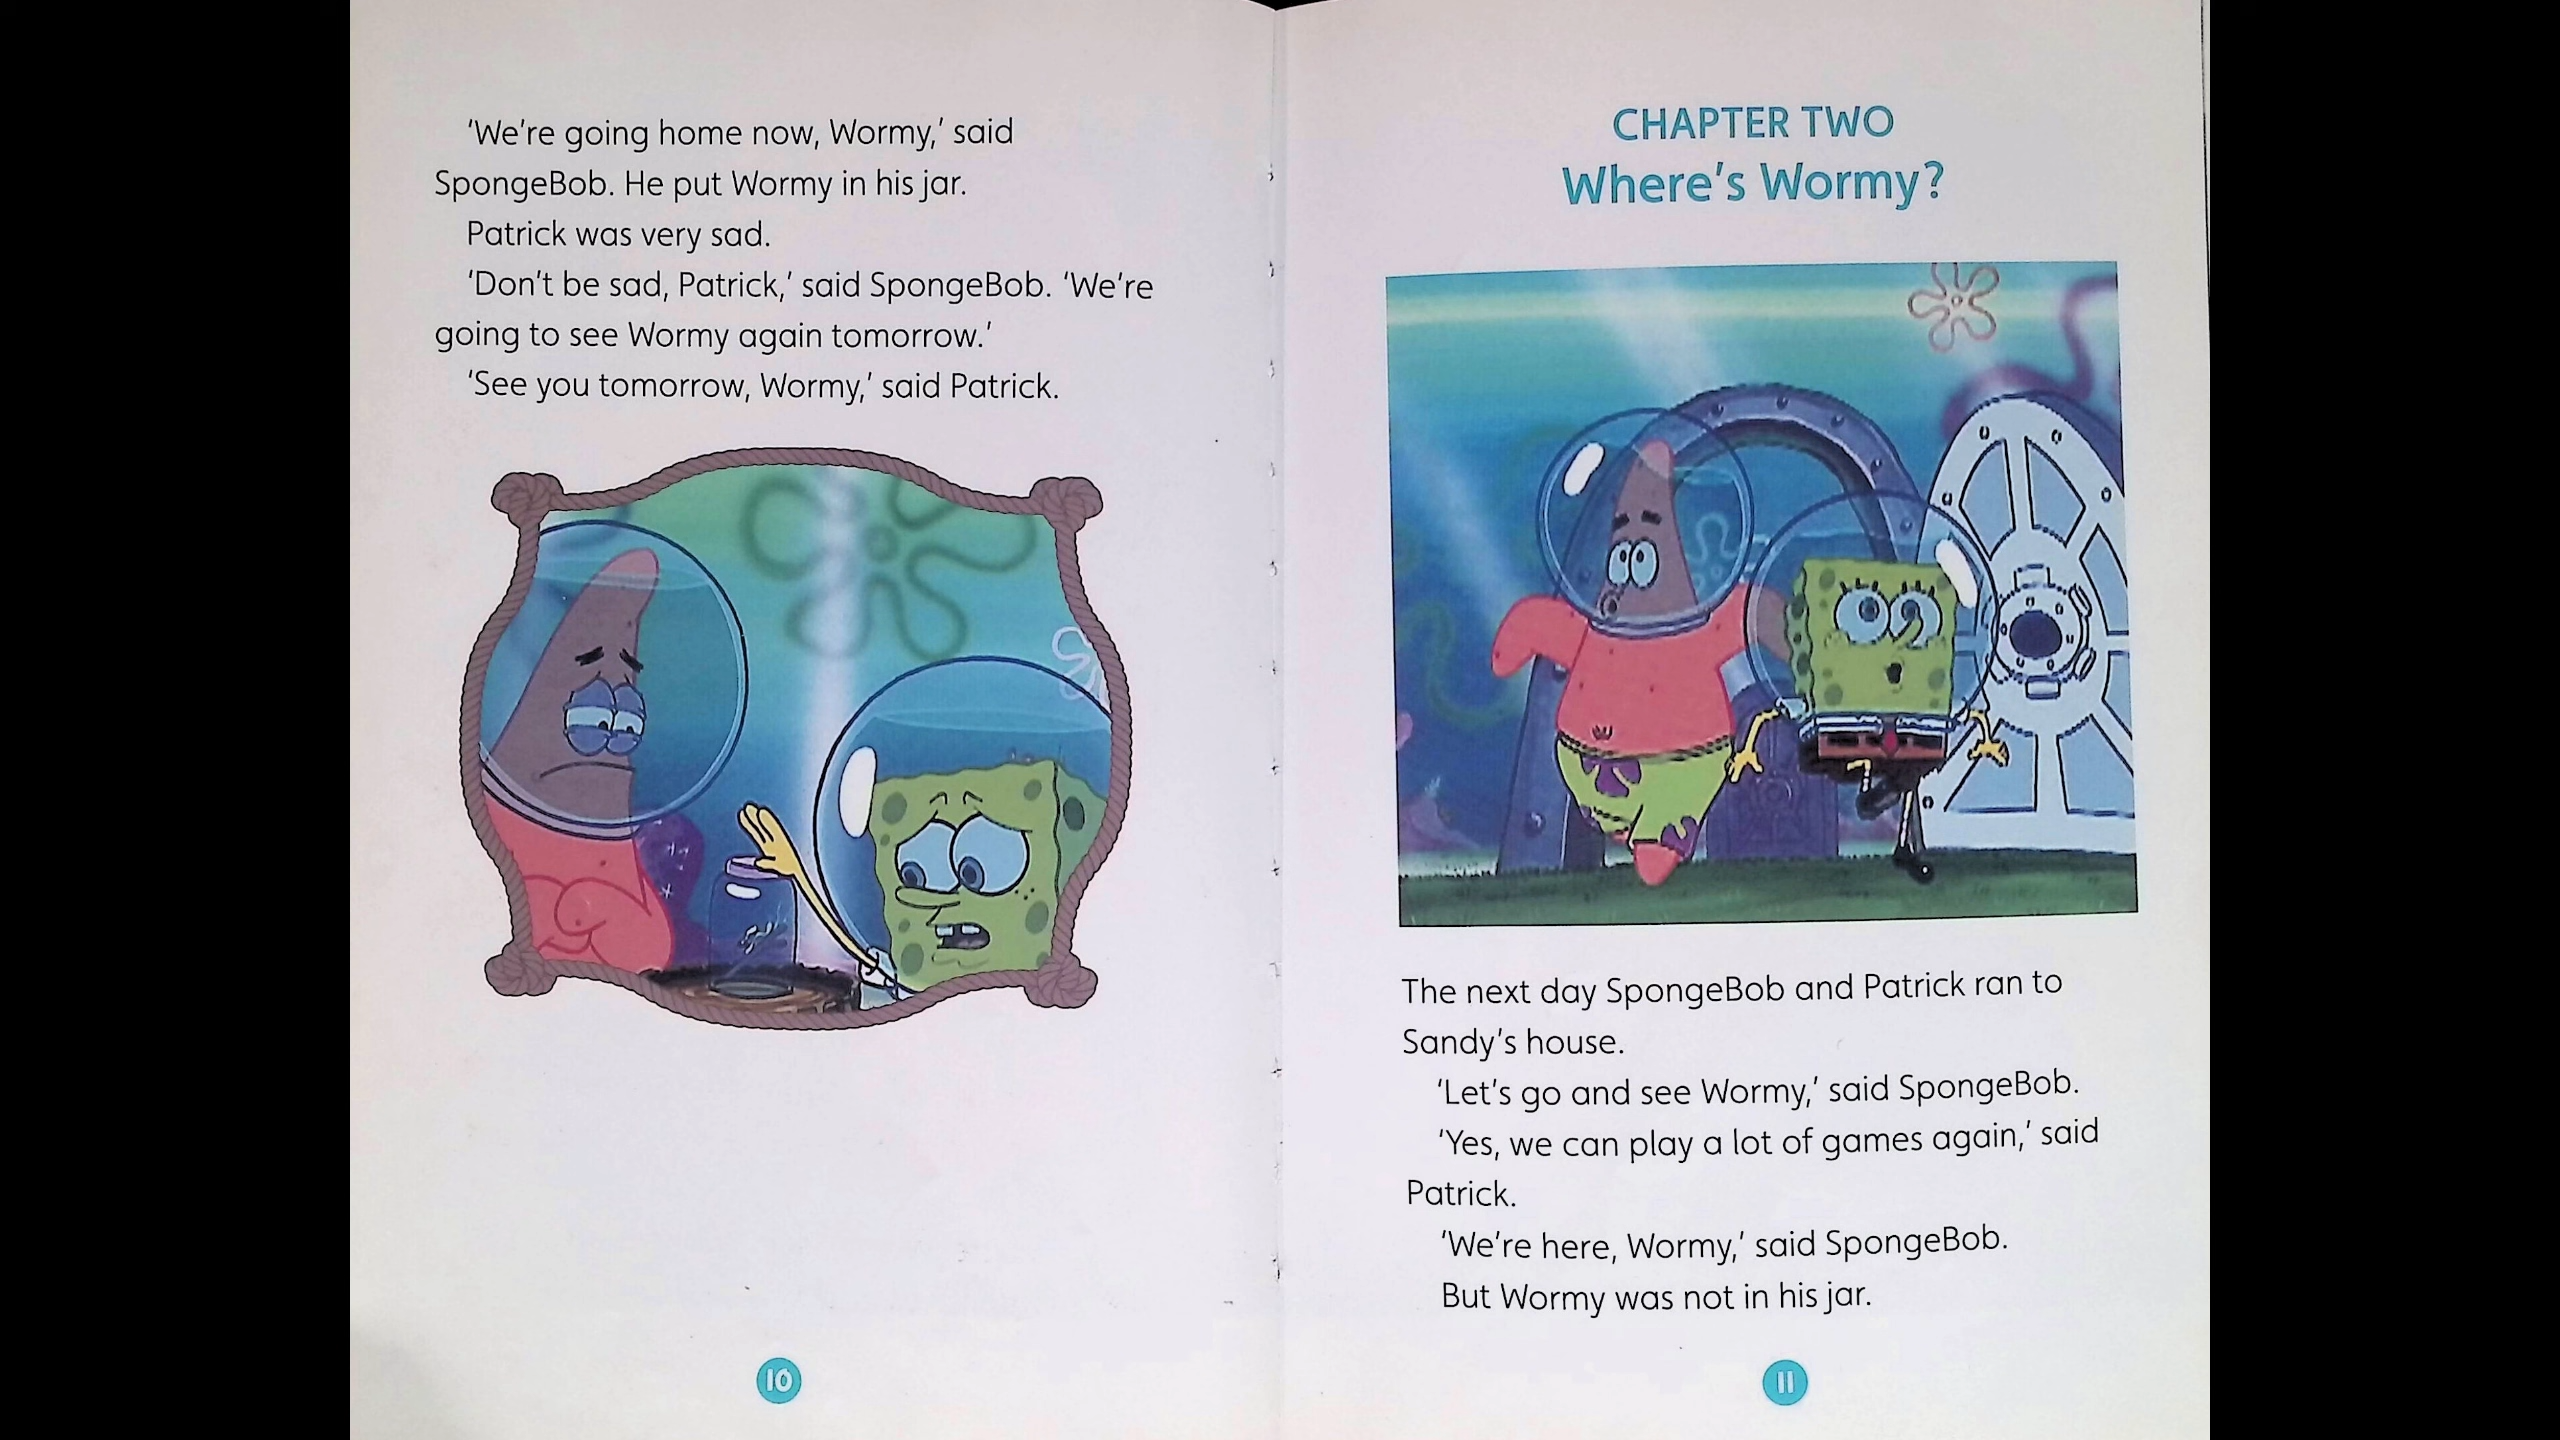 ‘We’re going home now, Wormy,’ said
SpongeBob. He put Wormy in his jar.
Patrick was very sad.
‘Don’t be sad, Patrick,’ said SpongeBob. ‘We’re
going to see Wormy again tomorrow.’
‘See you tomorrow, Wormy,’ said Patrick.
10
CHAPTER TWO
Where’s Wormy?
The next day SpongeBob and Patrick ran to
Sandy’s house.
‘Let’s go and see Wormy,’ said SpongeBob.
‘Yes, we can play a lot of games again,’ said
Patrick.
‘We’re here, Wormy,’ said SpongeBob.
But Wormy was not in his jar.
11